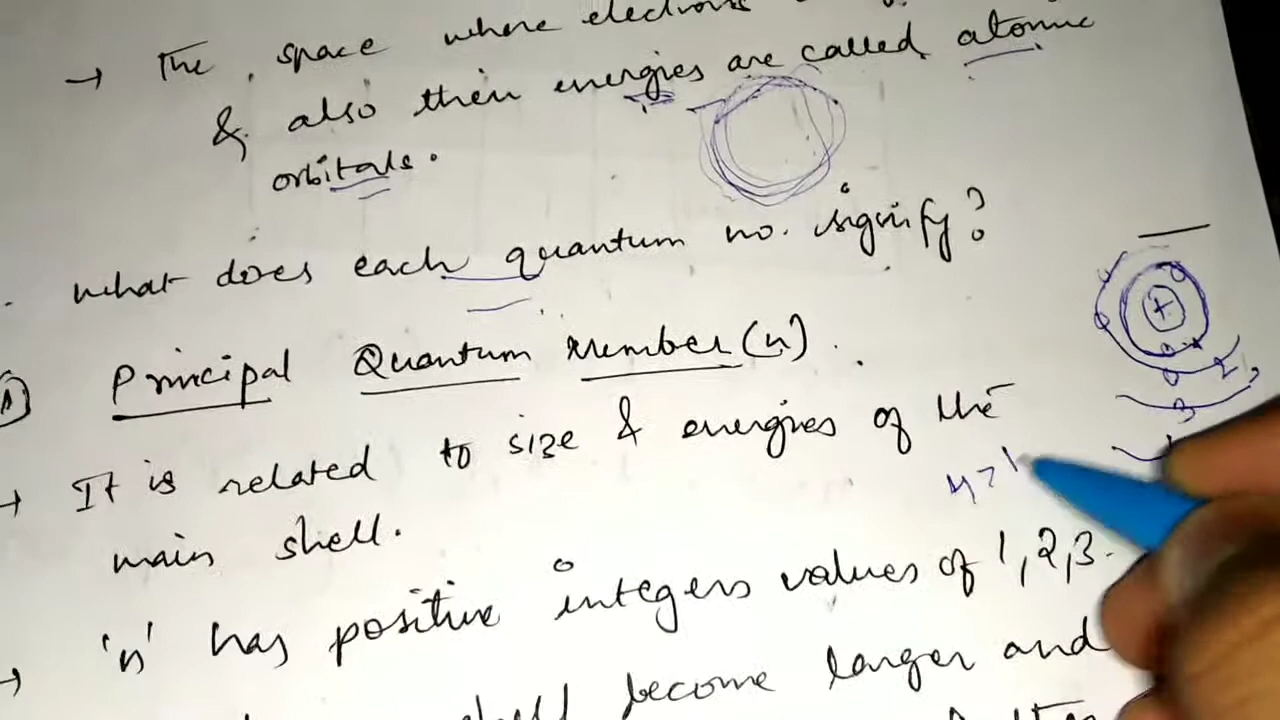 → The space where electrons
& also their energies are called atomic
orbitals.
What does each quantum no. signify?
Principal Quantum Number (n).
→ It is related to size & energies of the
main shell.
n=1
→ 'n' has positive integers values of 1,2,3.
shell become larger and